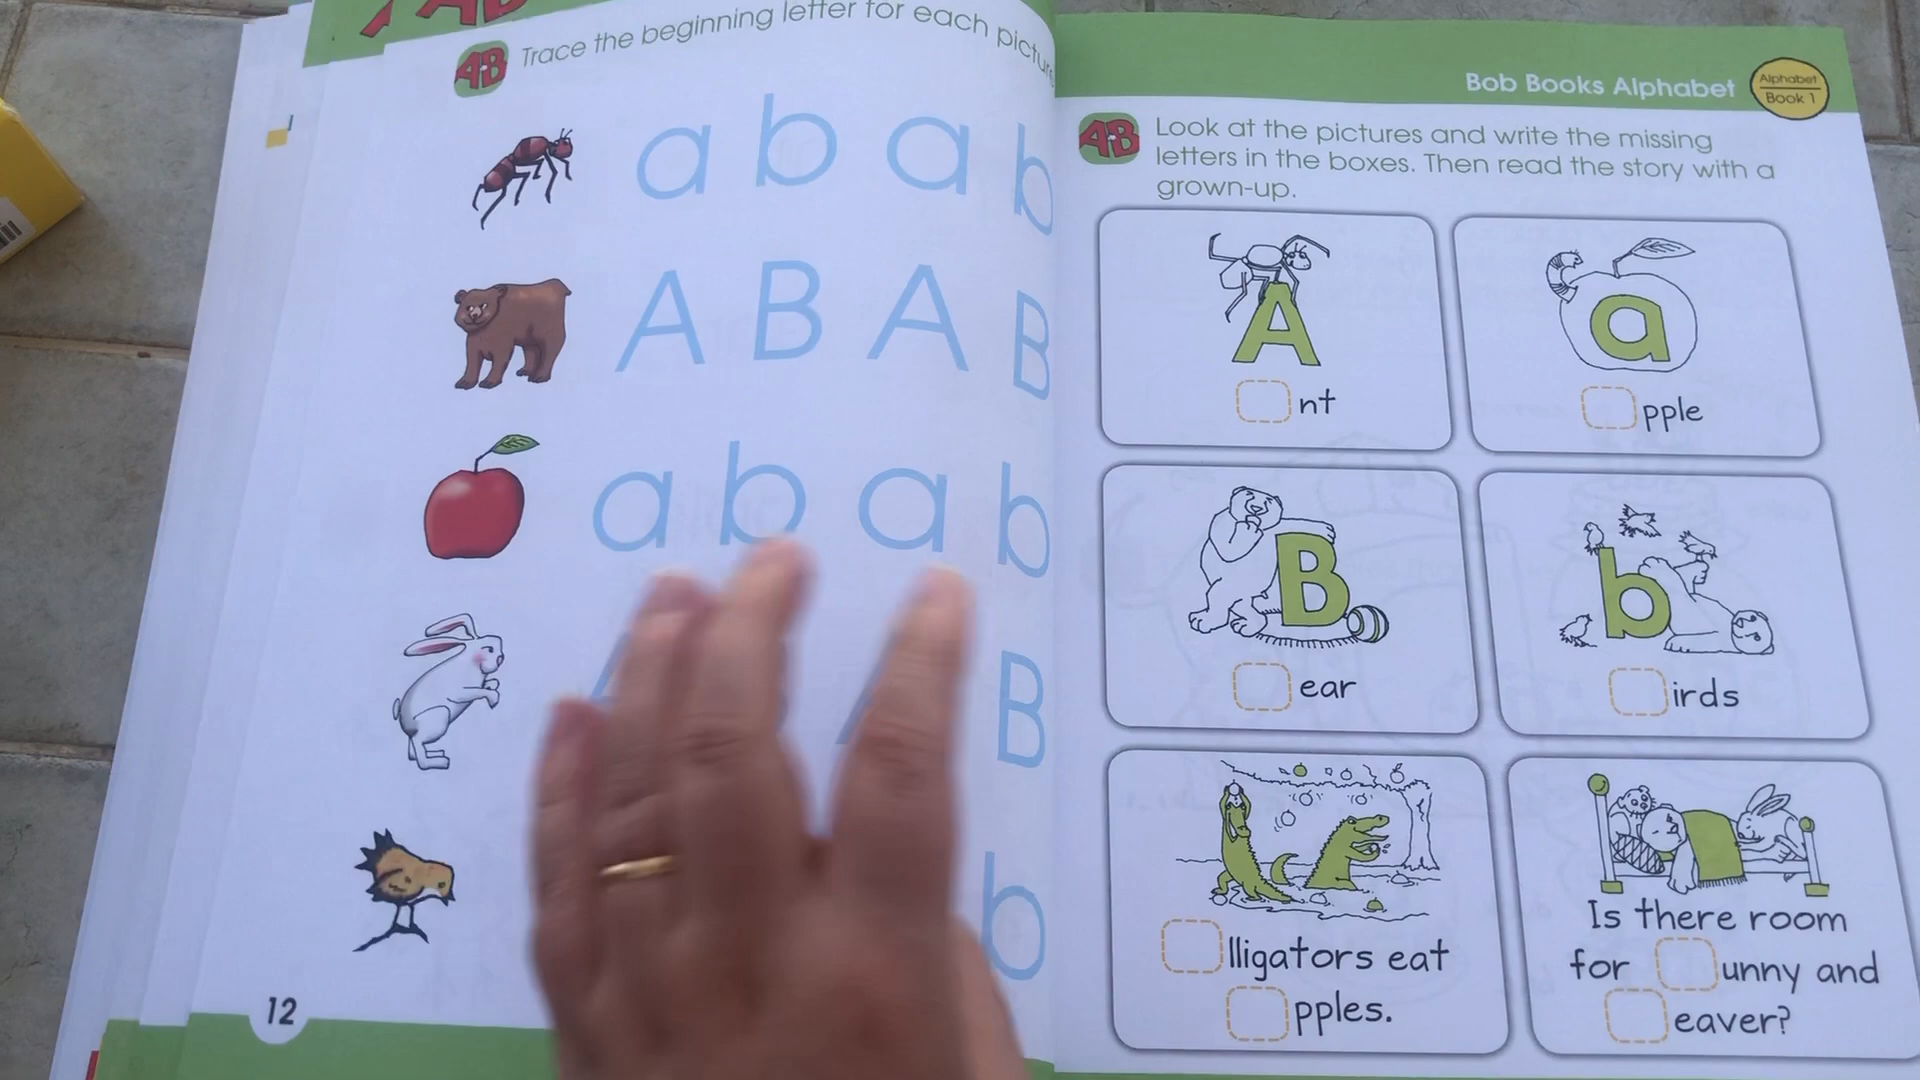 AB
Trace the beginning letter for each picture
a b a b
A B A B
a b a b
B
b
12
Bob Books Alphabet
Alphabet
Book 1
AB
Look at the pictures and write the missing
letters in the boxes. Then read the story with a
grown-up.
A
nt
a
pple
B
ear
b
irds
lligators eat
pples.
Is there room
for unny and
eaver?